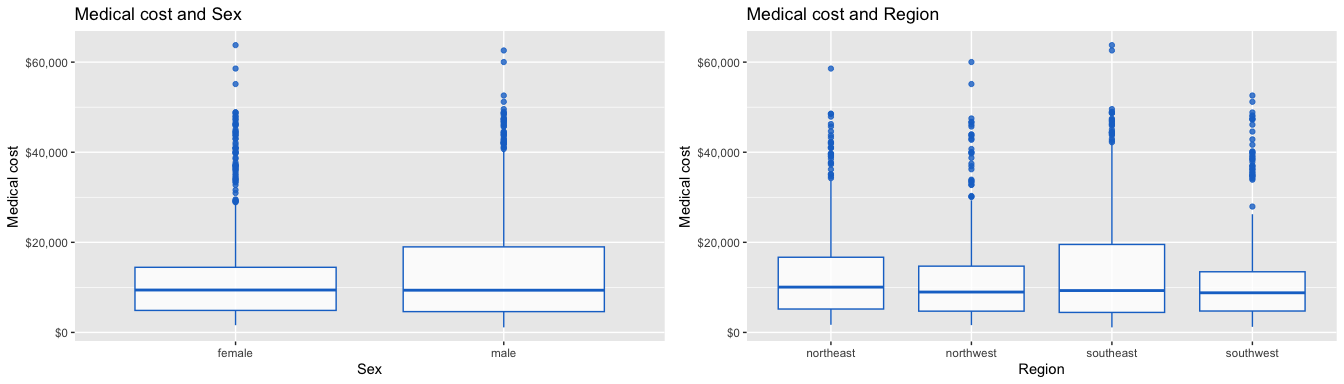 Medical cost and Sex
Medical cost
$60,000
$40,000
$20,000
$0
female
male
Sex
Medical cost and Region
Medical cost
$60,000
$40,000
$20,000
$0
northeast
northwest
southeast
southwest
Region